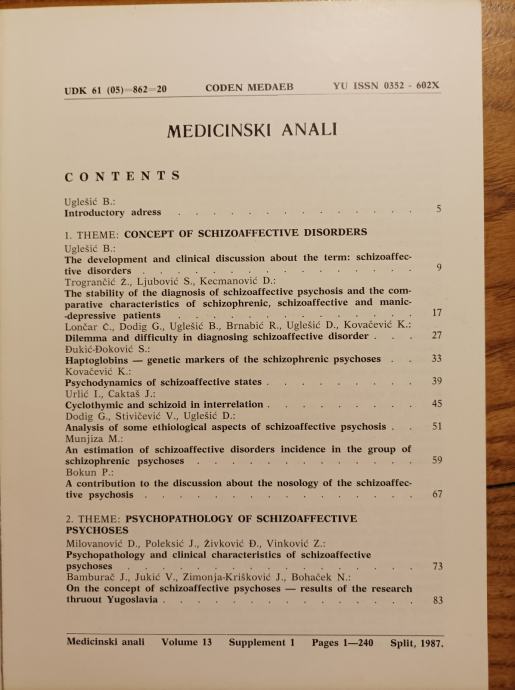 UDK 61 (05)=862=20 CODEN MEDAEB YU ISSN 0352 - 602X
MEDICINSKI ANALI
CONTENTS
Uglešić B.:
Introductory adress . . . . . . . . . . . . . 5
1. THEME: CONCEPT OF SCHIZOAFFECTIVE DISORDERS
Uglešić B.:
The development and clinical discussion about the term: schizoaffec-
tive disorders . . . . . . . . . . . . . . 9
Trogrančić Ž., Ljubović S., Kecmanović D.:
The stability of the diagnosis of schizoaffective psychosis and the com-
parative characteristics of schizophrenic, schizoaffective and manic-
-depressive patients . . . . . . . . . . . . . 17
Lončar Č., Dodig G., Uglešić B., Brnabić R., Uglešić D., Kovačević K.:
Dilemma and difficulty in diagnosing schizoaffective disorder . . . 27
Đukić-Đoković S.:
Haptoglobins — genetic markers of the schizophrenic psychoses . . 33
Kovačević K.:
Psychodynamics of schizoaffective states . . . . . . . . 39
Urlić I., Caktaš J.:
Cyclothymic and schizoid in interrelation . . . . . . . . 45
Dodig G., Stivičević V., Uglešić D.:
Analysis of some ethiological aspects of schizoaffective psychosis . . 51
Munjiza M.:
An estimation of schizoaffective disorders incidence in the group of
schizophrenic psychoses . . . . . . . . . . . . 59
Bokun P.:
A contribution to the discussion about the nosology of the schizoaffec-
tive psychosis . . . . . . . . . . . . . . 67
2. THEME: PSYCHOPATHOLOGY OF SCHIZOAFFECTIVE
PSYCHOSES
Milovanović D., Poleksić J., Živković Đ., Vinković Z.:
Psychopathology and clinical characteristics of schizoaffective
psychoses . . . . . . . . . . . . . . . 73
Bamburač J., Jukić V., Zimonja-Krišković J., Bohaček N.:
On the concept of schizoaffective psychoses — results of the research
thruout Yugoslavia . . . . . . . . . . . . . 83
Medicinski anali Volume 13 Supplement 1 Pages 1—240 Split, 1987.